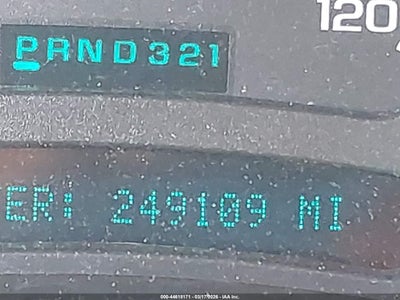 120
PRND321
ER: 249109 MI
000-44618171 - 03/17/2026 - IAA Inc.